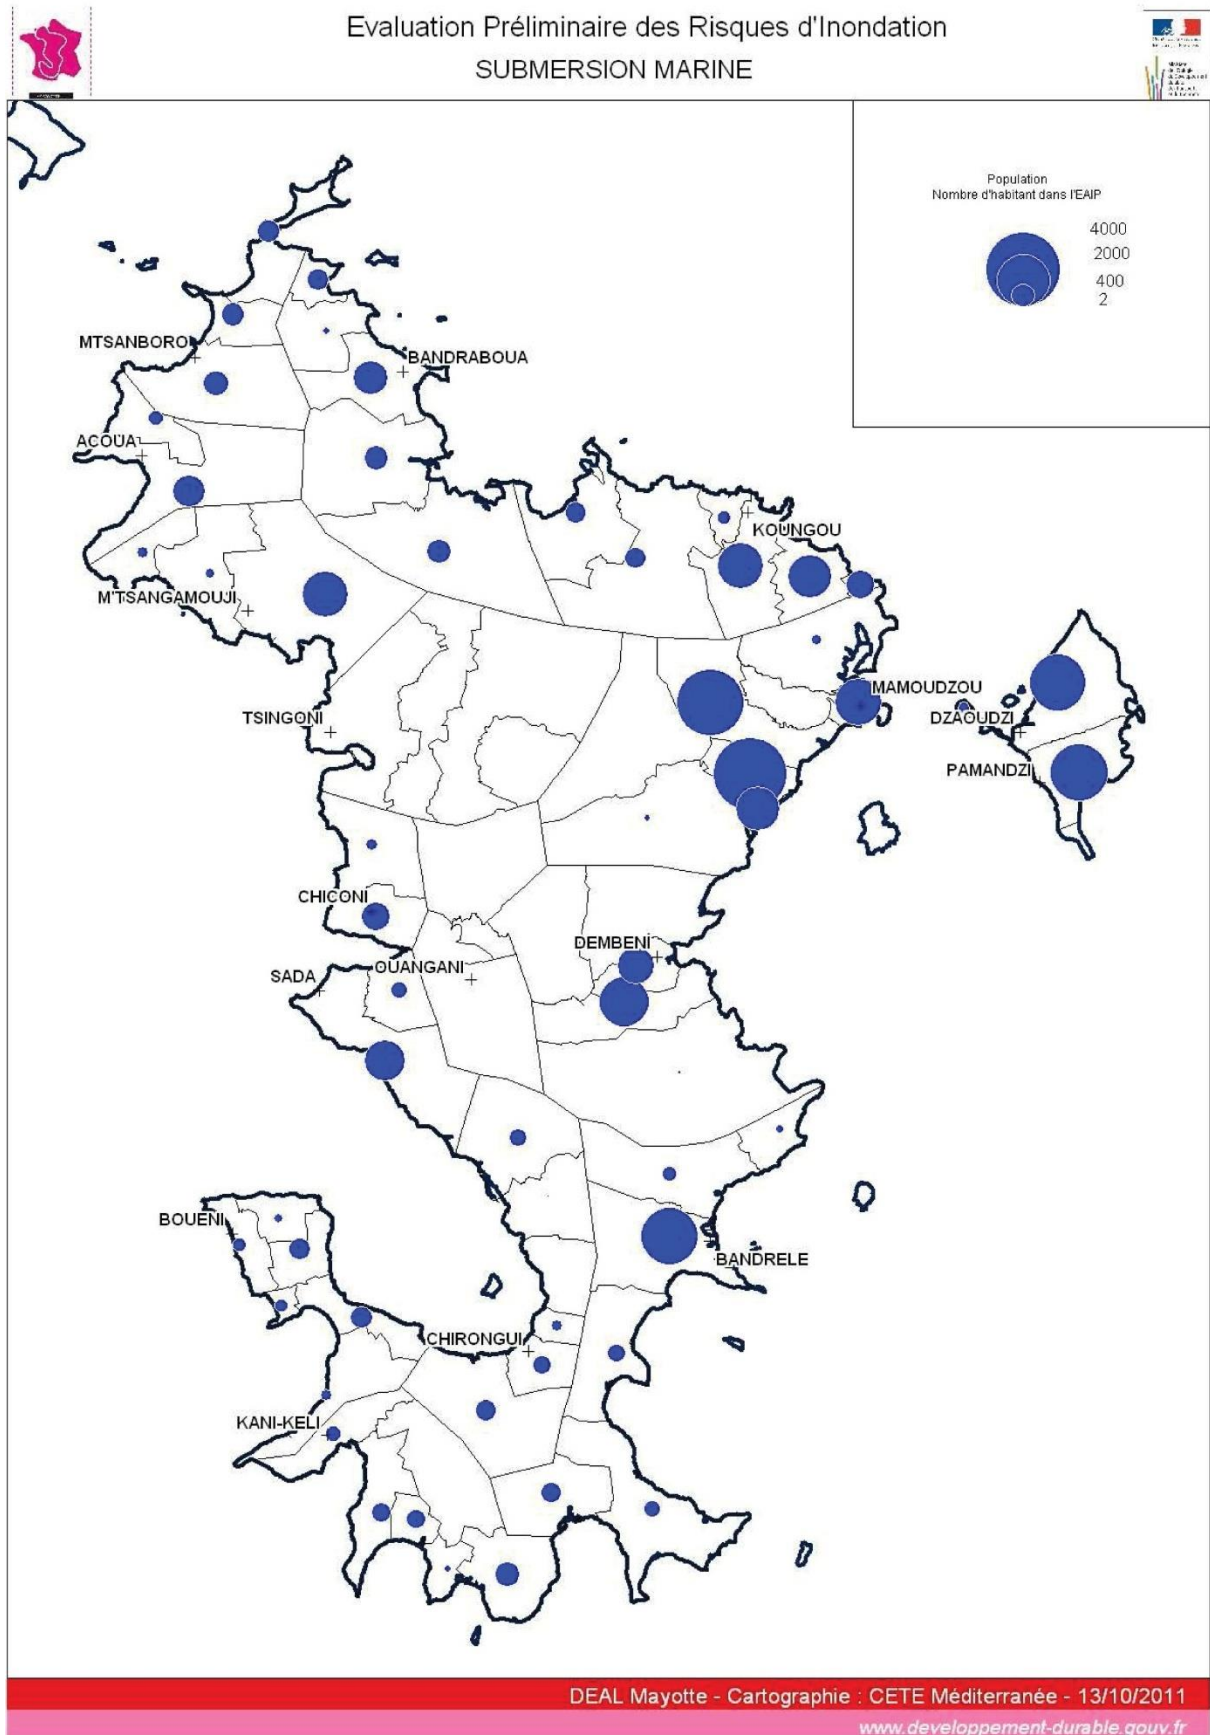 Evaluation Préliminaire des Risques d'Inondation
SUBMERSION MARINE
Population
Nombre d'habitant dans l'EAIP
4000
2000
400
2
MTSANBORO
BANDRABOUA
ACOUA
KOUNGOU
M'TSANGAMOUJI
MAMOUDZOU
TSINGONI
DZAOUDZI
PAMANDZI
CHICONI
DEMBENI
OUANGANI
SADA
BOUENI
BANDRELE
CHIRONGUI
KANI-KELI
DEAL Mayotte - Cartographie : CETE Méditerranée - 13/10/2011
www.developpement-durable.gouv.fr